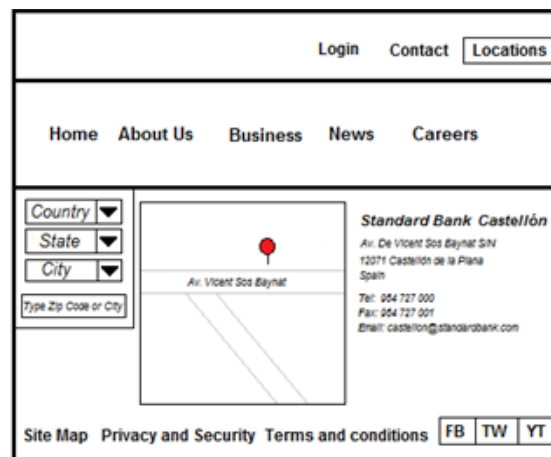 Login Contact Locations
Home About Us Business News Careers
Country
State
City
Type Zip Code or City
Av. Vicent Sos Baynat
Standard Bank Castellón
Av. De Vicent Sos Baynat S/N
12071 Castellón de la Plana
Spain
Tel: 964 727 000
Fax: 964 727 001
Email: castellon@standardbank.com
Site Map Privacy and Security Terms and conditions FB TW YT